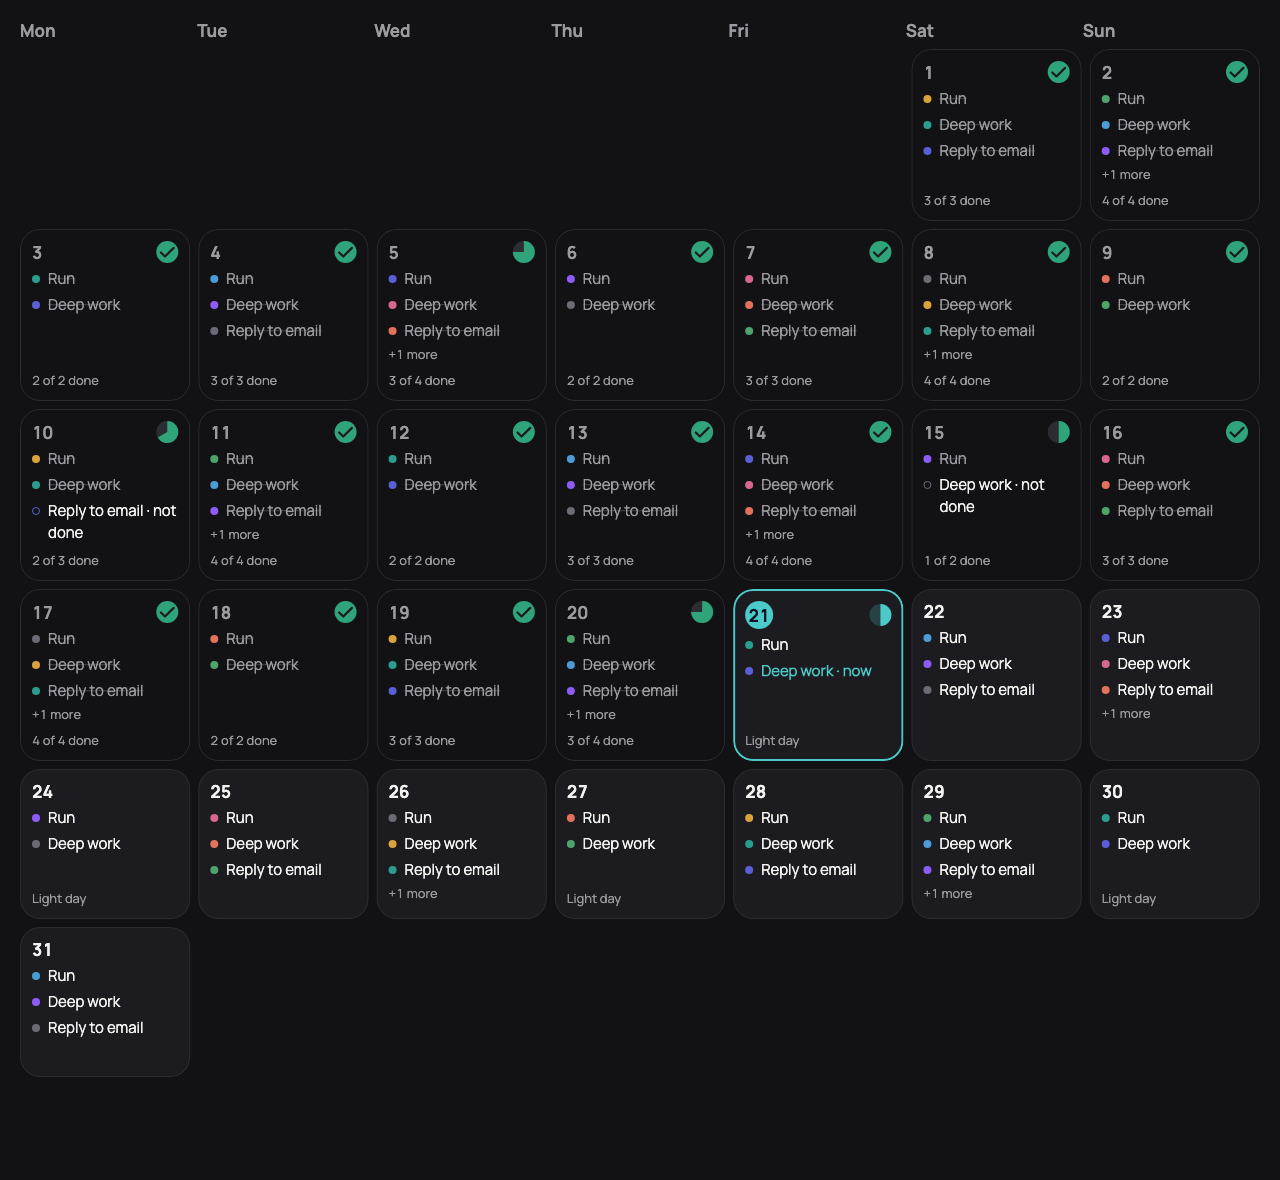 Mon Tue Wed Thu Fri Sat Sun
1
Run
Deep work
Reply to email
3 of 3 done
2
Run
Deep work
Reply to email
+1 more
4 of 4 done
3
Run
Deep work
2 of 2 done
4
Run
Deep work
Reply to email
3 of 3 done
5
Run
Deep work
Reply to email
+1 more
3 of 4 done
6
Run
Deep work
2 of 2 done
7
Run
Deep work
Reply to email
3 of 3 done
8
Run
Deep work
Reply to email
+1 more
4 of 4 done
9
Run
Deep work
2 of 2 done
10
Run
Deep work
Reply to email · not
done
2 of 3 done
11
Run
Deep work
Reply to email
+1 more
4 of 4 done
12
Run
Deep work
2 of 2 done
13
Run
Deep work
Reply to email
3 of 3 done
14
Run
Deep work
Reply to email
+1 more
4 of 4 done
15
Run
Deep work · not
done
1 of 2 done
16
Run
Deep work
Reply to email
3 of 3 done
17
Run
Deep work
Reply to email
+1 more
4 of 4 done
18
Run
Deep work
2 of 2 done
19
Run
Deep work
Reply to email
3 of 3 done
20
Run
Deep work
Reply to email
+1 more
3 of 4 done
21
Run
Deep work · now
Light day
22
Run
Deep work
Reply to email
23
Run
Deep work
Reply to email
+1 more
24
Run
Deep work
Light day
25
Run
Deep work
Reply to email
26
Run
Deep work
Reply to email
+1 more
27
Run
Deep work
Light day
28
Run
Deep work
Reply to email
29
Run
Deep work
Reply to email
+1 more
30
Run
Deep work
Light day
31
Run
Deep work
Reply to email